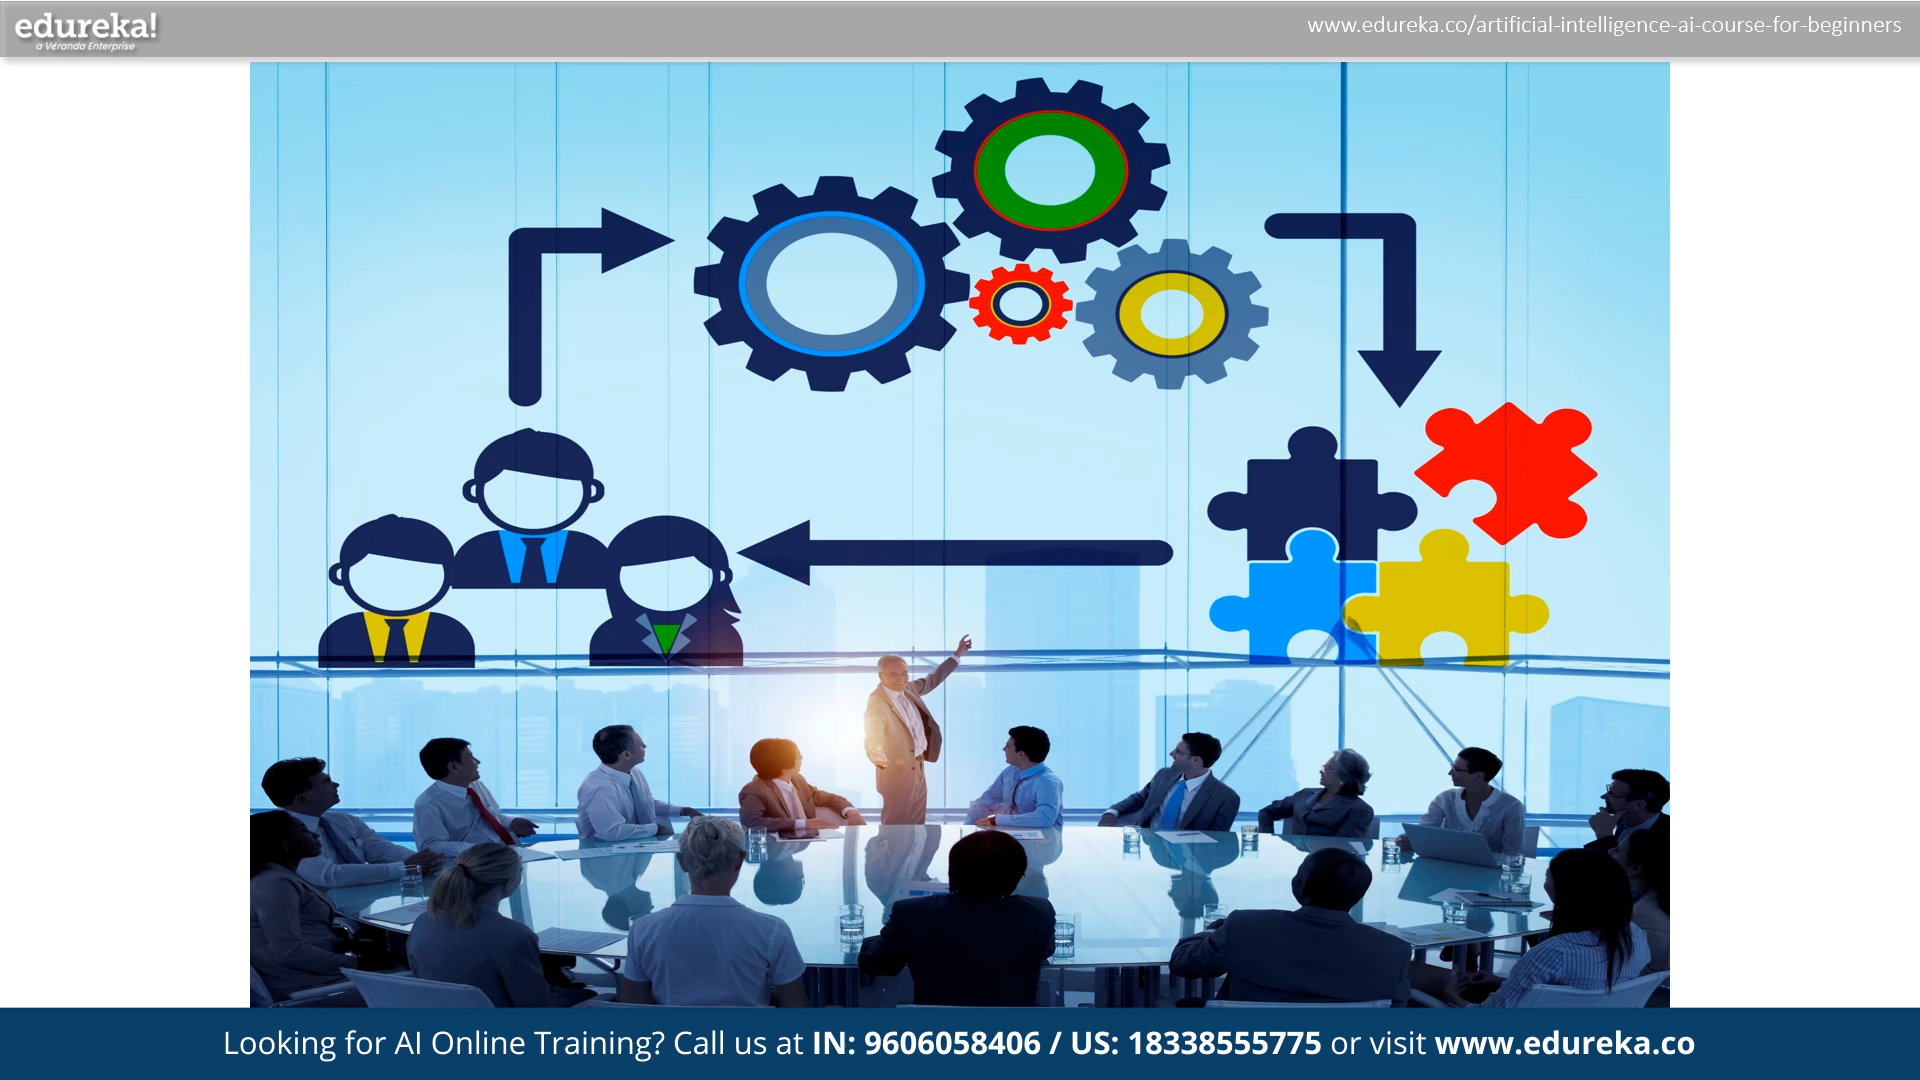 edureka!
a Veranda Enterprise
www.edureka.co/artificial-intelligence-ai-course-for-beginners
Looking for AI Online Training? Call us at IN: 9606058406 / US: 18338555775 or visit www.edureka.co